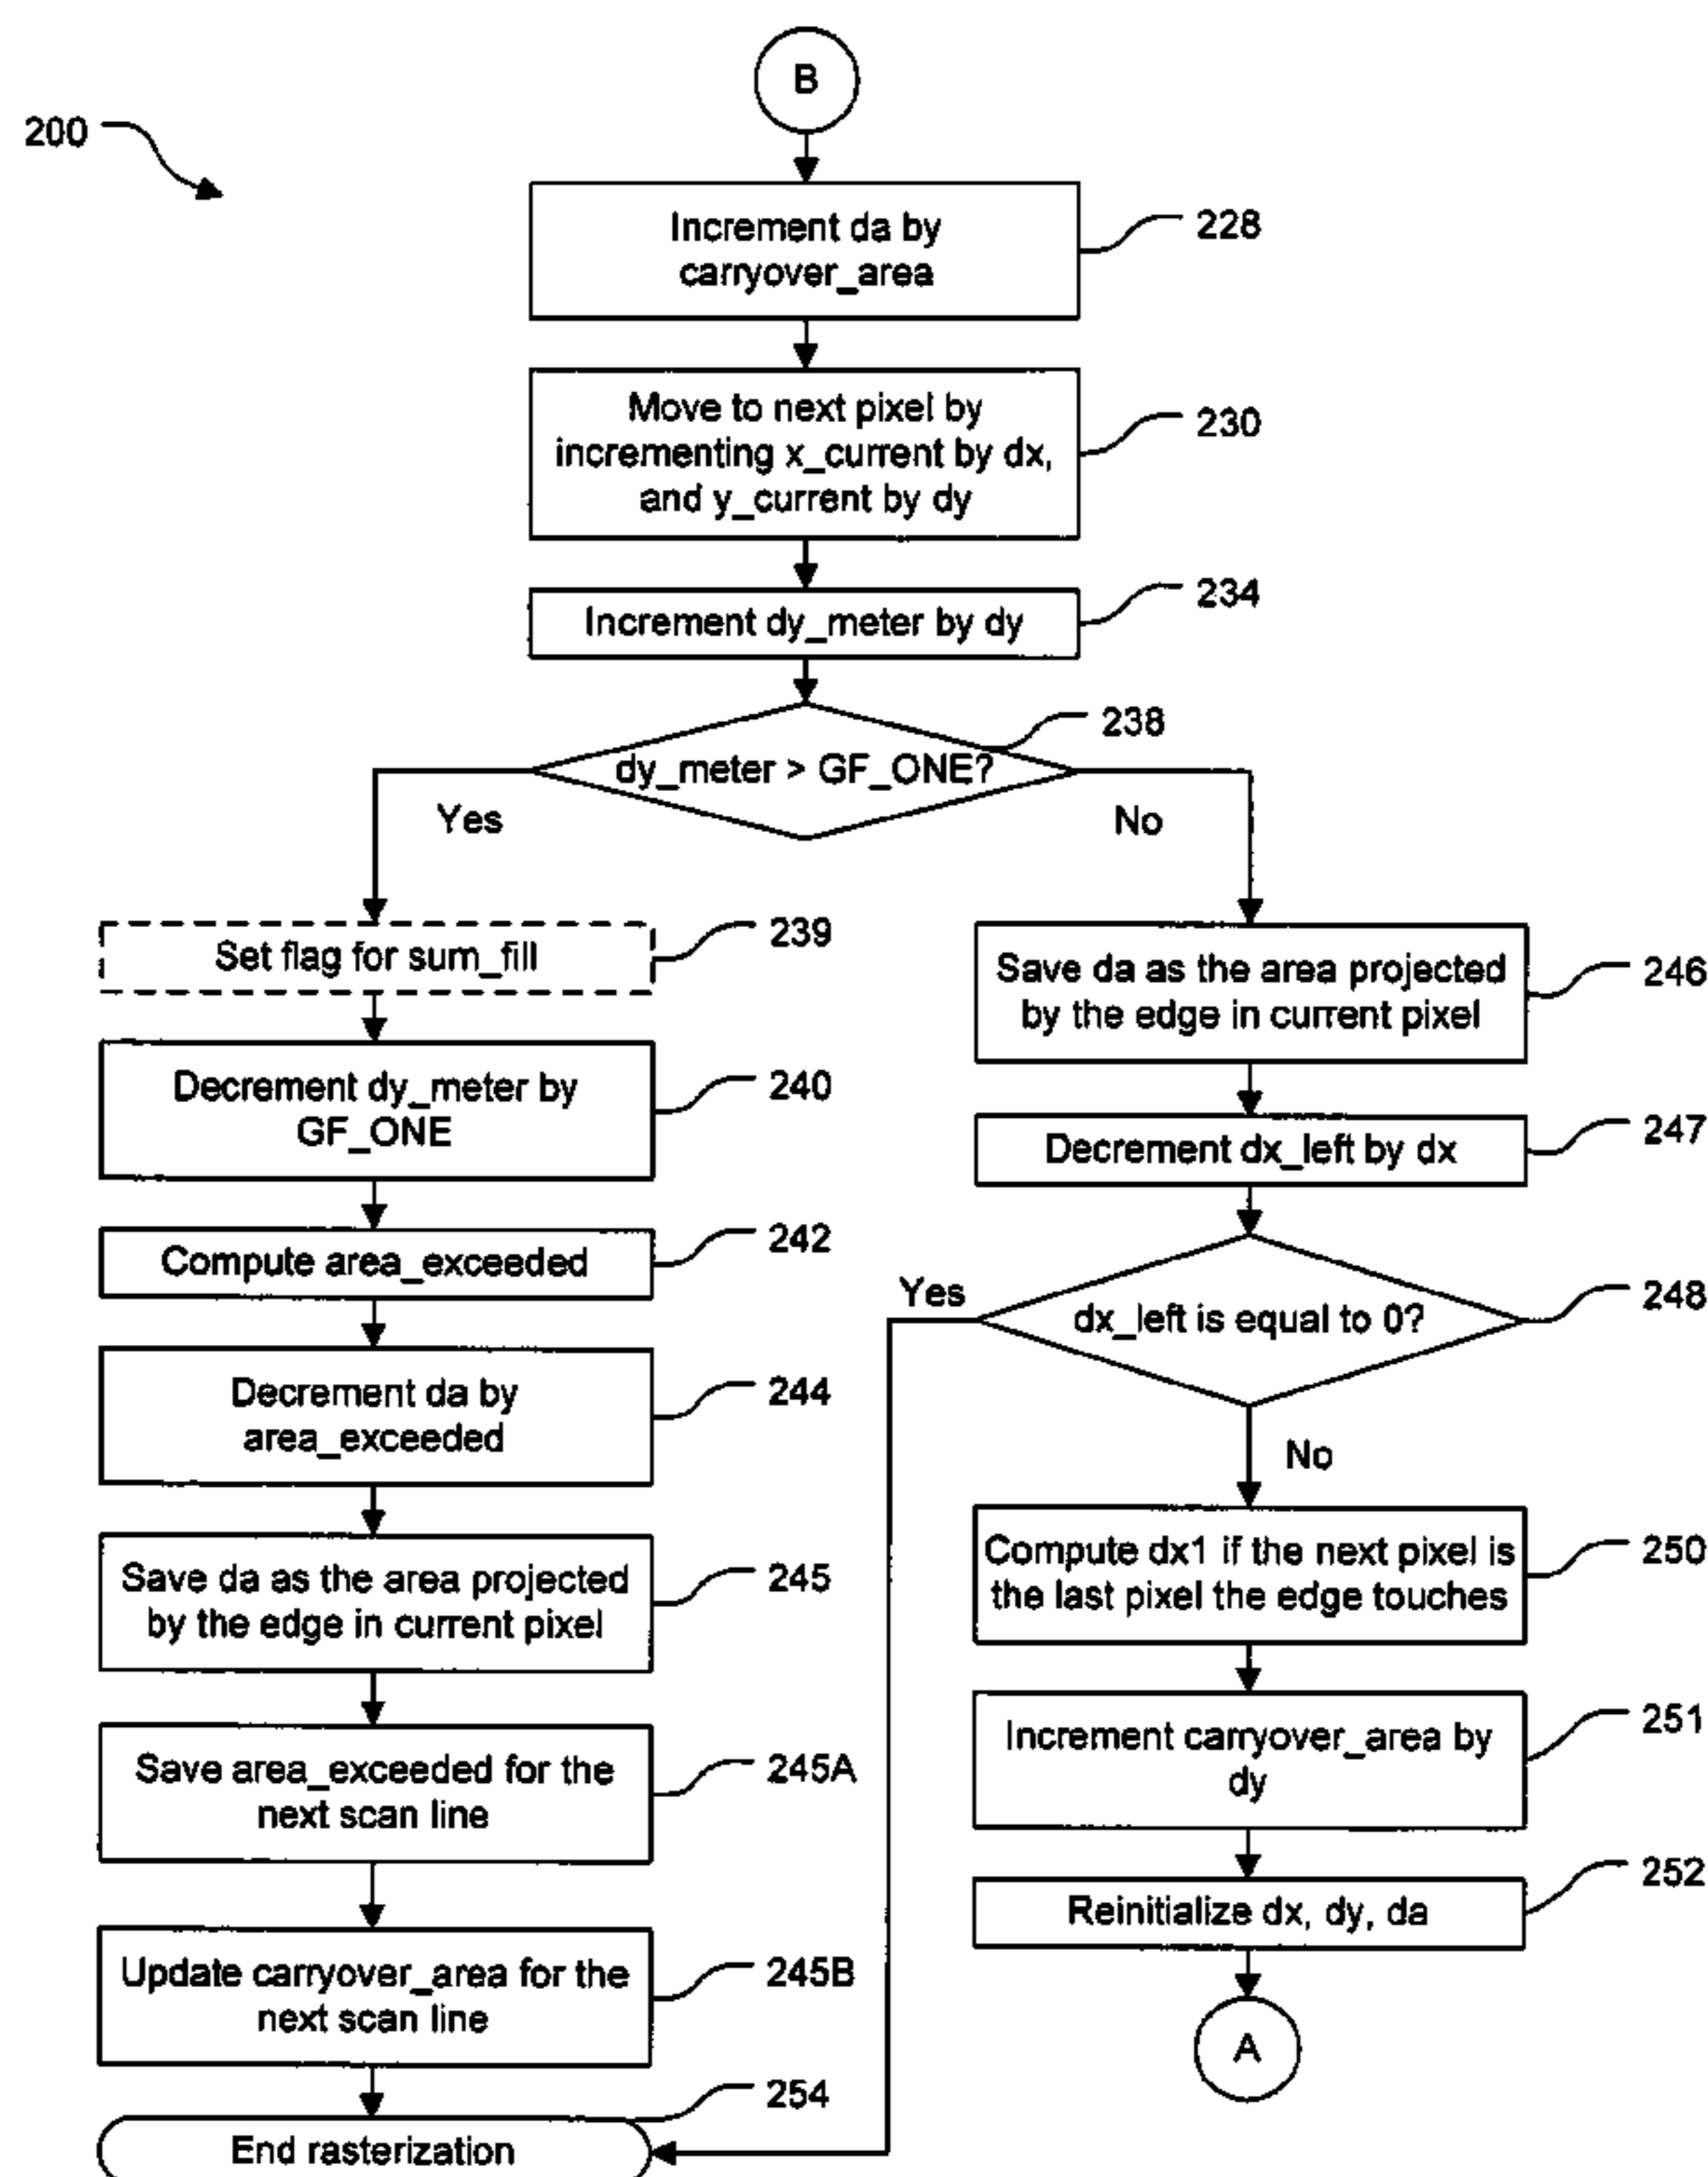 B
200
Increment da by
carryover_area
228
Move to next pixel by
incrementing x_current by dx,
and y_current by dy
230
Increment dy_meter by dy
234
dy_meter > GF_ONE?
238
Yes
No
Set flag for sum_fill
239
Decrement dy_meter by
GF_ONE
240
Compute area_exceeded
242
Decrement da by
area_exceeded
244
Save da as the area projected
by the edge in current pixel
245
Save area_exceeded for the
next scan line
245A
Update carryover_area for the
next scan line
245B
End rasterization
254
Save da as the area projected
by the edge in current pixel
246
Decrement dx_left by dx
247
dx_left is equal to 0?
248
Yes
No
Compute dx1 if the next pixel is
the last pixel the edge touches
250
Increment carryover_area by
dy
251
Reinitialize dx, dy, da
252
A